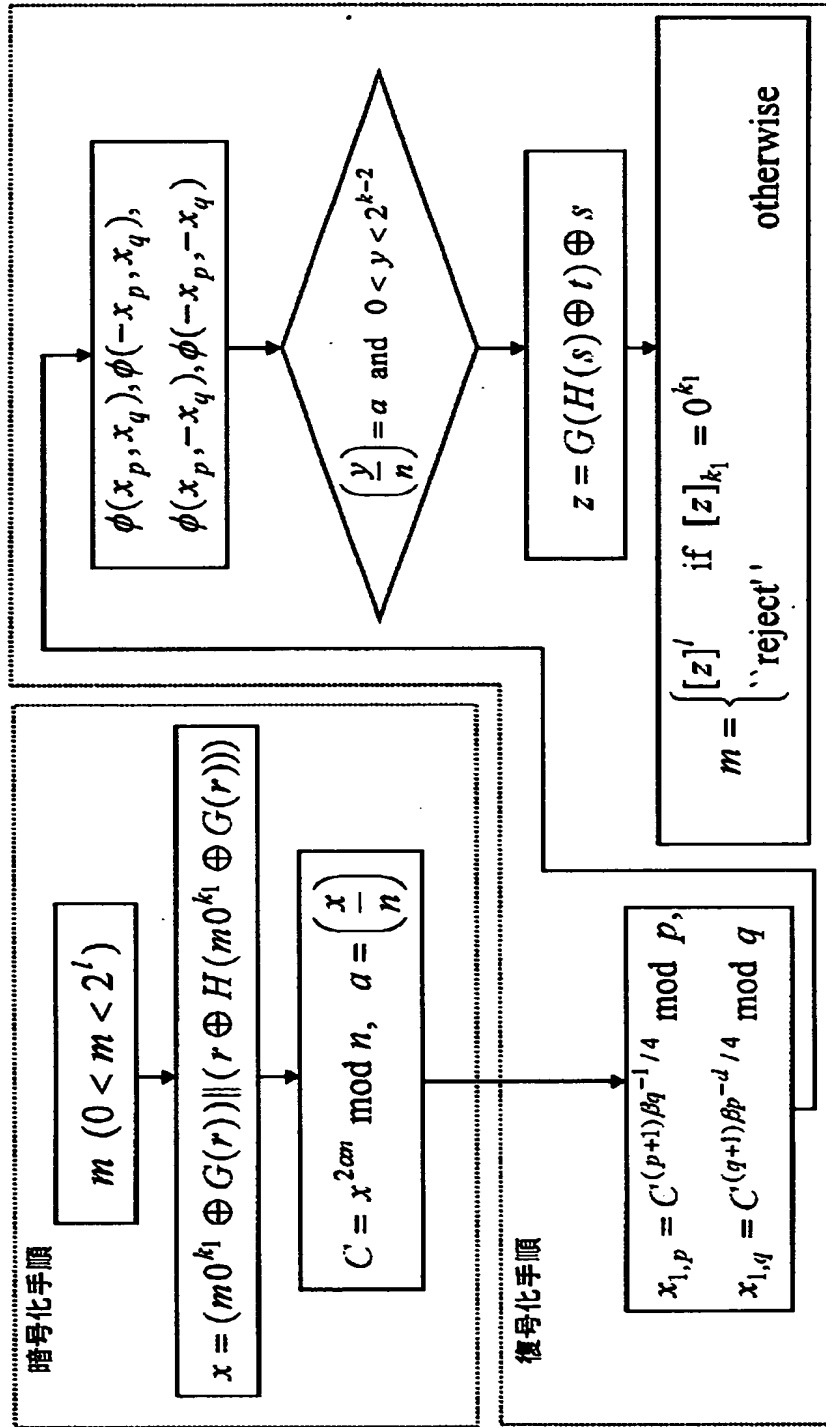 暗号化手順
m (0 < m < 2^l)
x = (m0^{k_1} ⊕ G(r)) || (r ⊕ H(m0^{k_1} ⊕ G(r)))
C = x^{2αn} mod n,  a = (x/n)
復号化手順
x_{1,p} = C^{(p+1)βq^{-1}/4} mod p,
x_{1,q} = C^{(q+1)βp^{-d}/4} mod q
ϕ(x_p, x_q), ϕ(-x_p, x_q),
ϕ(x_p, -x_q), ϕ(-x_p, -x_q)
(y/n) = a and 0 < y < 2^{k-2}
z = G(H(s) ⊕ t) ⊕ s
m = { [z]^l if [z]_{k_1} = 0^{k_1}
``reject'' otherwise